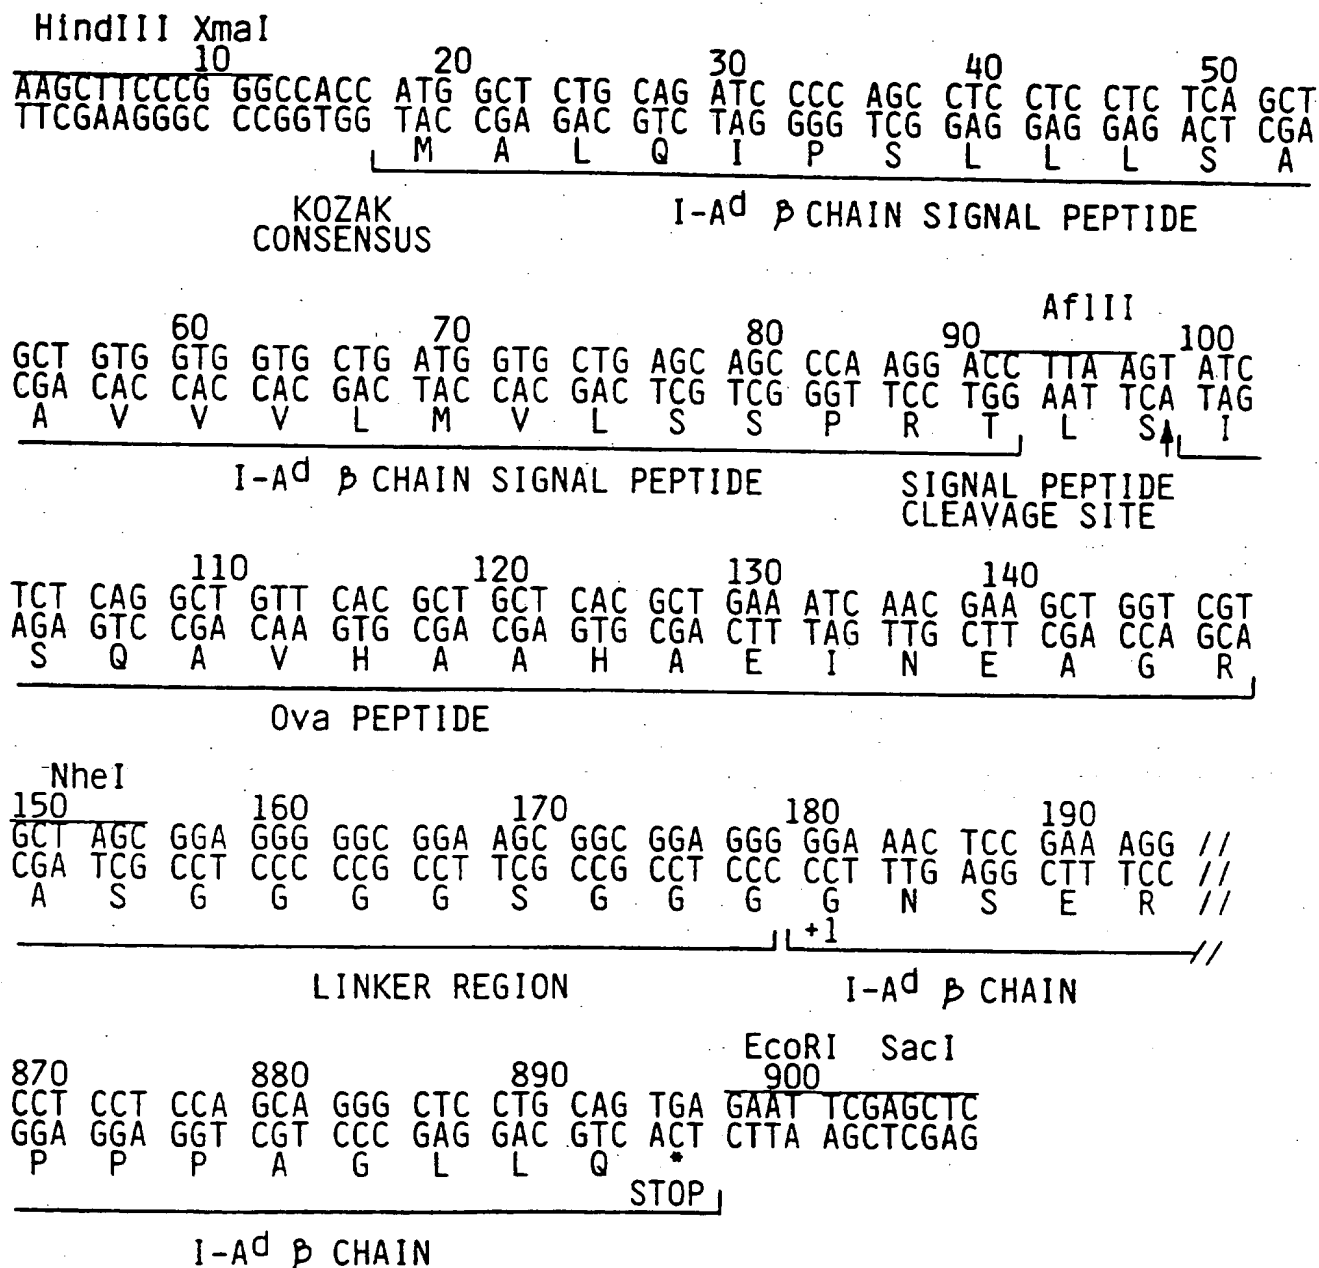 HindIII XmaI
10 20 30 40 50
AAGCTTCCCG GGCCACC ATG GCT CTG CAG ATC CCC AGC CTC CTC CTC TCA GCT
TTCGAAGGGC CCGGTGG TAC CGA GAC GTC TAG GGG TCG GAG GAG GAG ACT CGA
M A L Q I P S L L L S A
KOZAK CONSENSUS
I-Ad β CHAIN SIGNAL PEPTIDE
AflII
60 70 80 90 100
GCT GTG GTG GTG CTG ATG GTG CTG AGC AGC CCA AGG ACC TTA AGT ATC
CGA CAC CAC CAC GAC TAC CAC GAC TCG TCG GGT TCC TGG AAT TCA TAG
A V V V L M V L S S P R T L S I
I-Ad β CHAIN SIGNAL PEPTIDE
SIGNAL PEPTIDE CLEAVAGE SITE
110 120 130 140
TCT CAG GCT GTT CAC GCT GCT CAC GCT GAA ATC AAC GAA GCT GGT CGT
AGA GTC CGA CAA GTG CGA CGA GTG CGA CTT TAG TTG CTT CGA CCA GCA
S Q A V H A A H A E I N E A G R
Ova PEPTIDE
NheI
150 160 170 180 190
GCT AGC GGA GGG GGC GGA AGC GGC GGA GGG GGA AAC TCC GAA AGG //
CGA TCG CCT CCC CCG CCT TCG CCG CCT CCC CCT TTG AGG CTT TCC //
A S G G G G S G G G G N S E R //
+1
//
LINKER REGION I-Ad β CHAIN
EcoRI SacI
870 880 890 900
CCT CCT CCA GCA GGG CTC CTG CAG TGA GAAT TCGAGCTC
GGA GGA GGT CGT CCC GAG GAC GTC ACT CTTA AGCTCGAG
P P P A G L L Q *
STOP
I-Ad β CHAIN